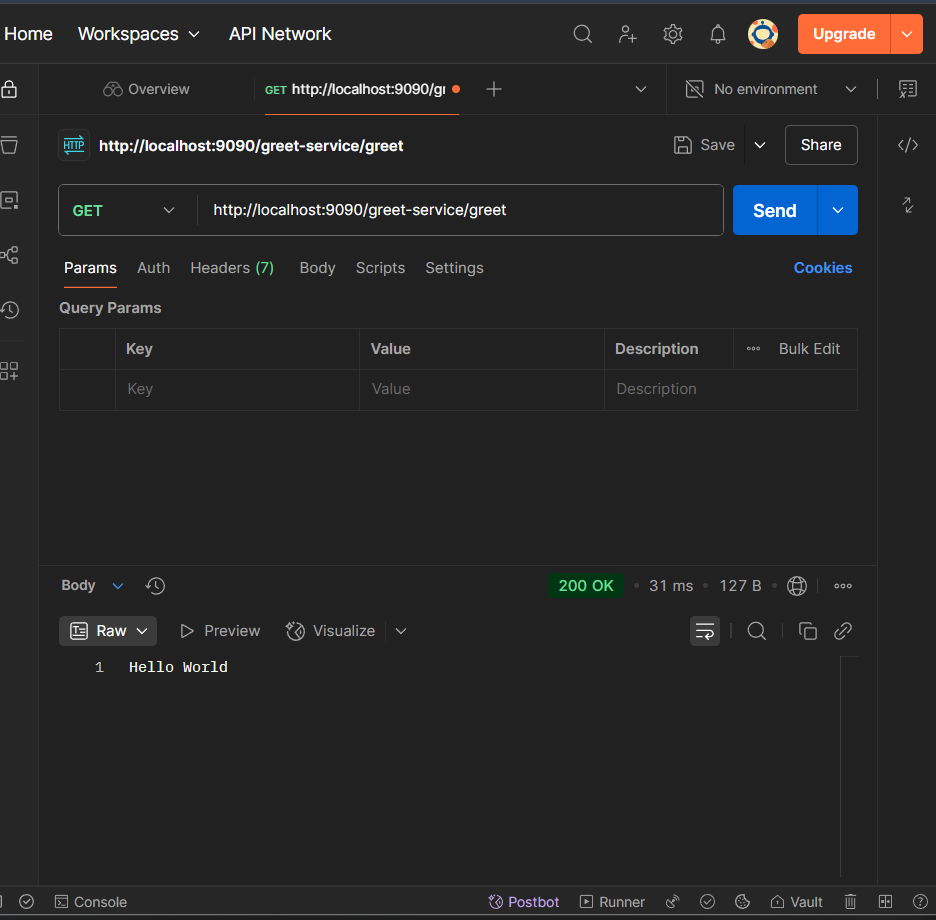 Home Workspaces API Network Upgrade
Overview GET http://localhost:9090/gr No environment
HTTP http://localhost:9090/greet-service/greet Save Share
GET http://localhost:9090/greet-service/greet Send
Params Auth Headers (7) Body Scripts Settings Cookies
Query Params
Key Value Description Bulk Edit
Key Value Description
Body 200 OK 31 ms 127 B
Raw Preview Visualize
1 Hello World
Console Postbot Runner Vault